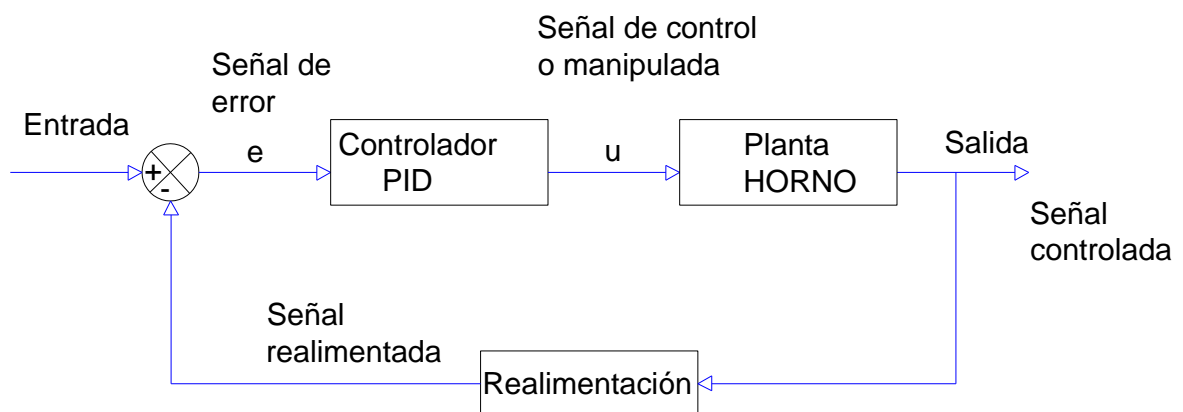 Señal de control
o manipulada
Señal de
error
Entrada
+
-
e
Controlador
PID
u
Planta
HORNO
Salida
Señal
controlada
Señal
realimentada
Realimentación